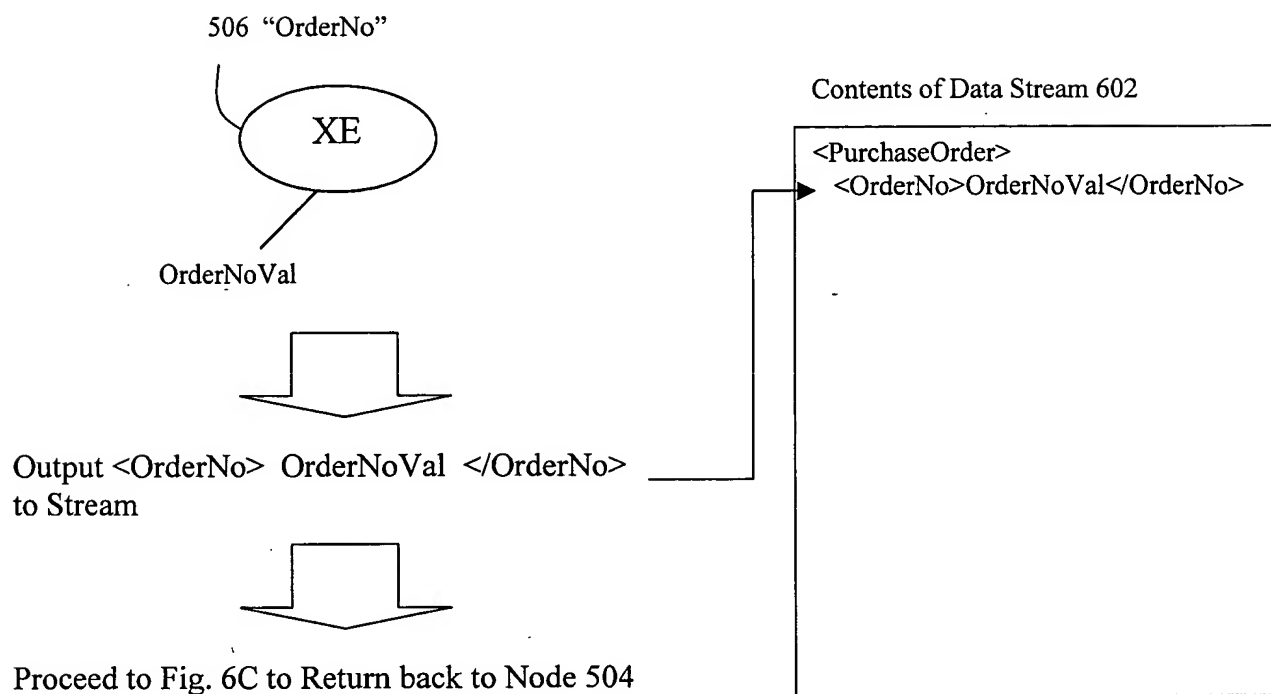 506 “OrderNo”
XE
OrderNoVal
Output <OrderNo> OrderNoVal </OrderNo>
to Stream
Proceed to Fig. 6C to Return back to Node 504
Contents of Data Stream 602
<PurchaseOrder>
<OrderNo>OrderNoVal</OrderNo>